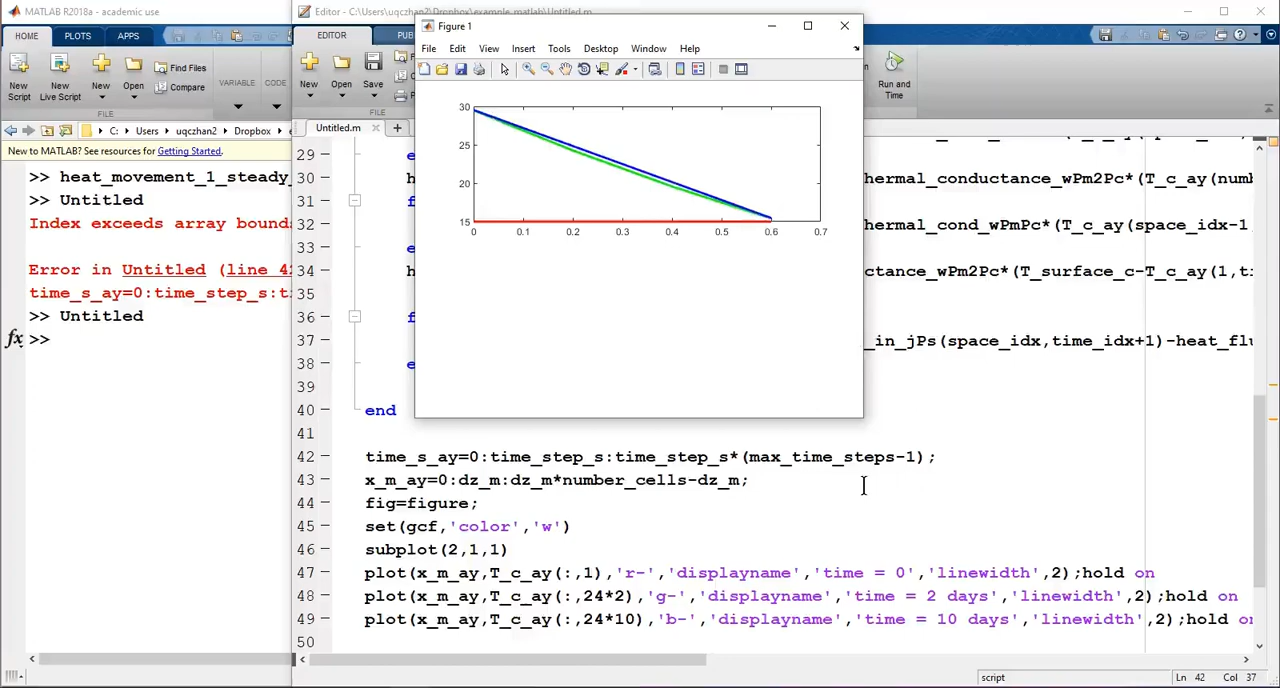 MATLAB R2018a - academic use
HOME PLOTS APPS
New Script
New Live Script
New
Open
Find Files
Compare
VARIABLE
CODE
FILE
C: Users uqczhan2 Dropbox
New to MATLAB? See resources for Getting Started.
>> heat_movement_1_steady_
>> Untitled
Index exceeds array bounds
Error in Untitled (line 42
time_s_ay=0:time_step_s:t
>> Untitled
fx >>
Editor - C:\Users\uqczhan2\Dropbox\example-matlab\Untitled.m
EDITOR
PUB
New
Open
Save
FILE
Run and Time
Untitled.m
Figure 1
File Edit View Insert Tools Desktop Window Help
30
25
20
15
0 0.1 0.2 0.3 0.4 0.5 0.6 0.7
29 e
30 h hermal_conductance_wPm2Pc*(T_c_ay(numb
31 f
32 hermal_cond_wPmPc*(T_c_ay(space_idx-1,
33 e
34 h ctance_wPm2Pc*(T_surface_c-T_c_ay(1,ti
35
36 f
37 _in_jPs(space_idx,time_idx+1)-heat_flu
38 e
39
40 end
41
42 time_s_ay=0:time_step_s:time_step_s*(max_time_steps-1);
43 x_m_ay=0:dz_m:dz_m*number_cells-dz_m;
44 fig=figure;
45 set(gcf,'color','w')
46 subplot(2,1,1)
47 plot(x_m_ay,T_c_ay(:,1),'r-','displayname','time = 0','linewidth',2);hold on
48 plot(x_m_ay,T_c_ay(:,24*2),'g-','displayname','time = 2 days','linewidth',2);hold on
49 plot(x_m_ay,T_c_ay(:,24*10),'b-','displayname','time = 10 days','linewidth',2);hold on
50
script Ln 42 Col 37